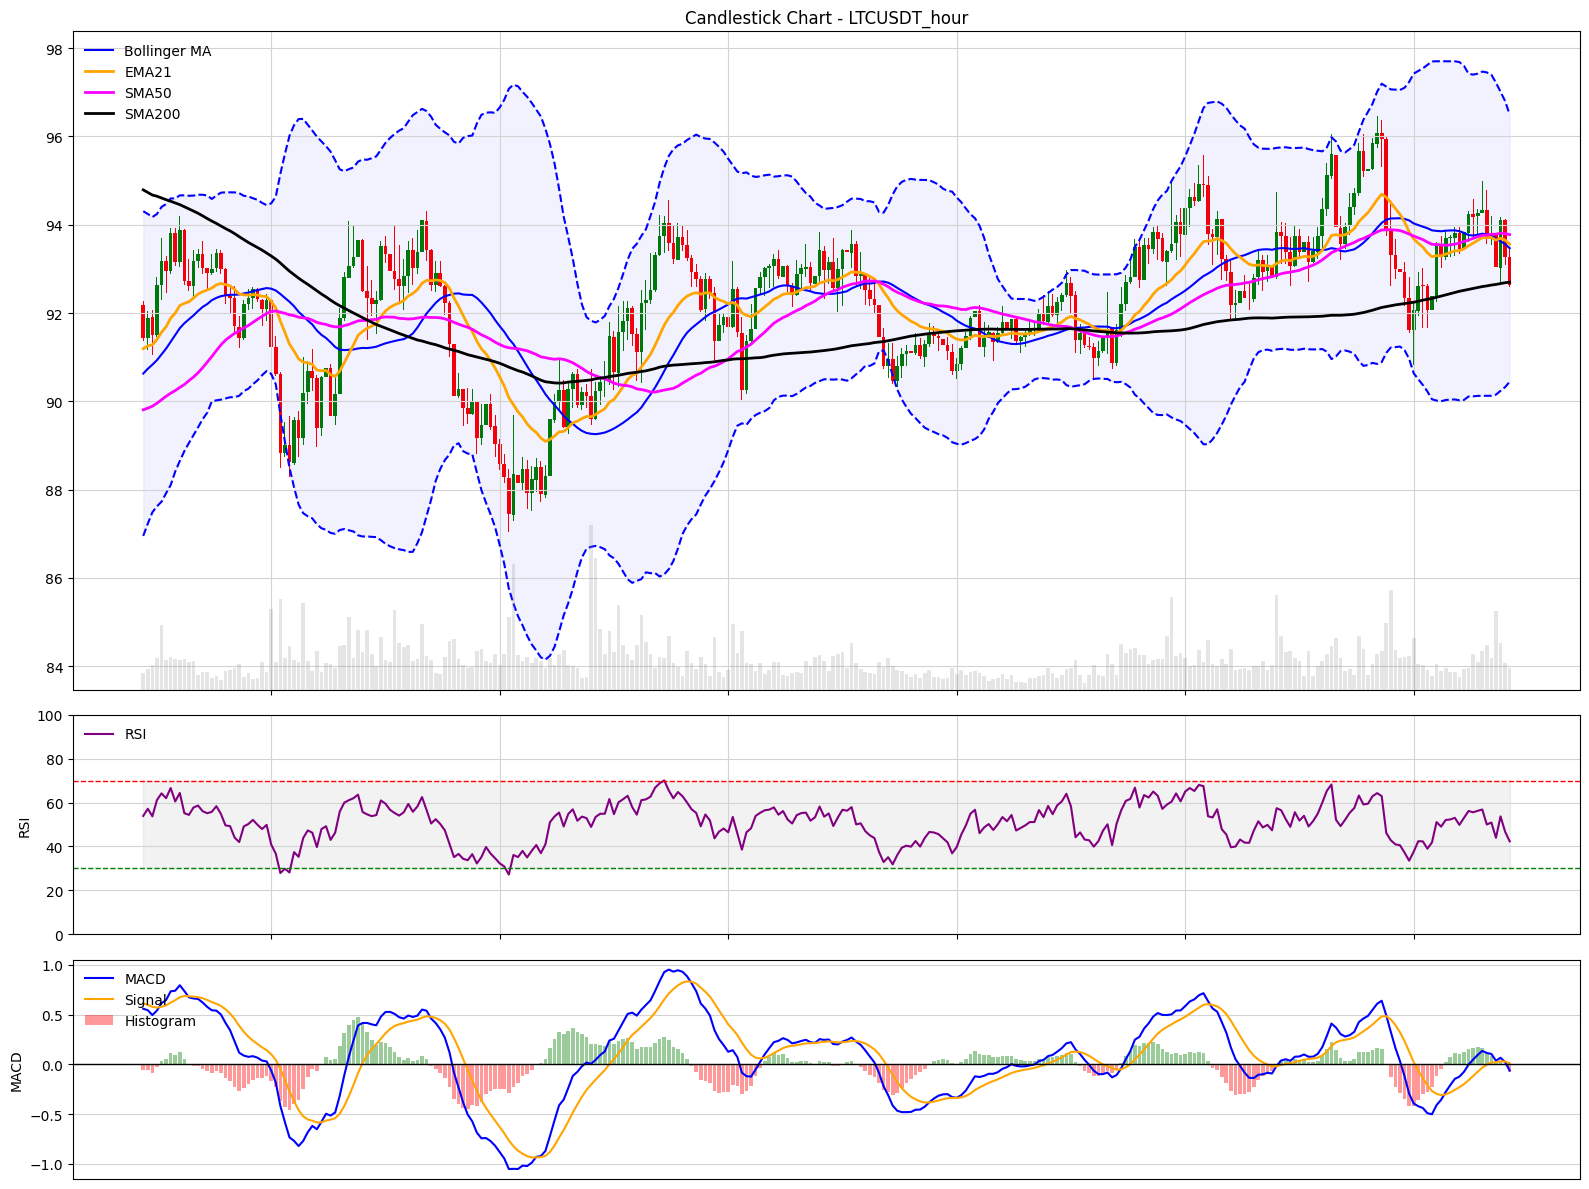 Candlestick Chart - LTCUSDT_hour
Bollinger MA
EMA21
SMA50
SMA200
98
96
94
92
90
88
86
84
RSI
100
80
60
40
20
0
RSI
MACD
Signal
Histogram
1.0
0.5
0.0
−0.5
−1.0
MACD